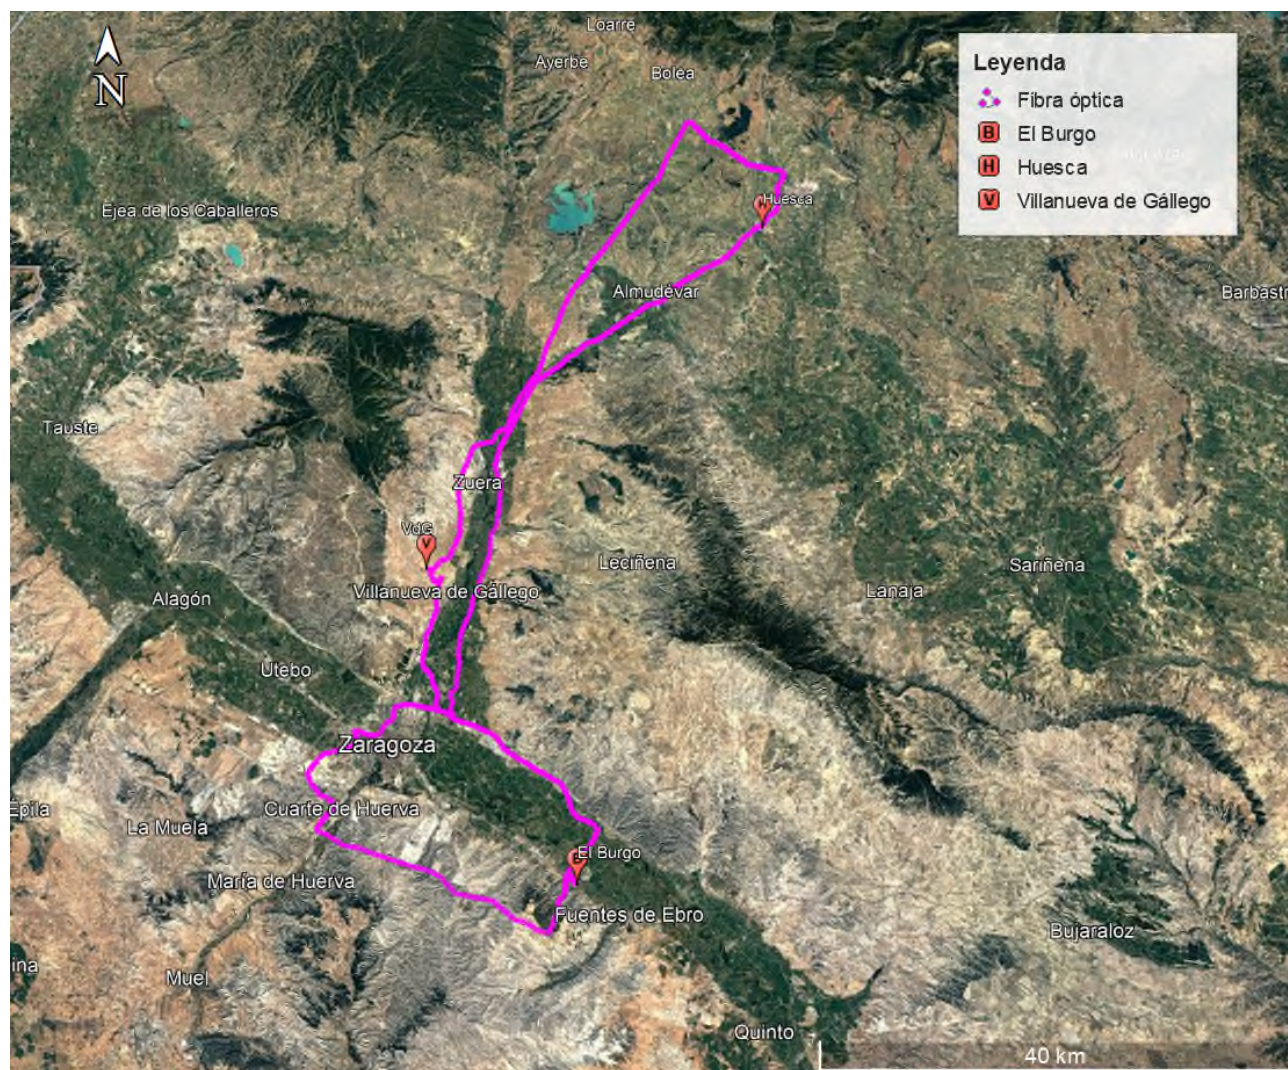 Loarre
Ayerbe
Bolea
N
Leyenda
Fibra óptica
B El Burgo
H Huesca
V Villanueva de Gállego
Ejea de los Caballeros
H Huesca
Almudévar
Barbastr
Tauste
Zuera
VdG
V
Leciñena
Sariñena
Villanueva de Gállego
Lanaja
Alagón
Utebo
Zaragoza
Épila
Cuarte de Huerva
La Muela
B El Burgo
María de Huerva
Fuentes de Ebro
Bujaraloz
ina
Muel
Quinto
40 km